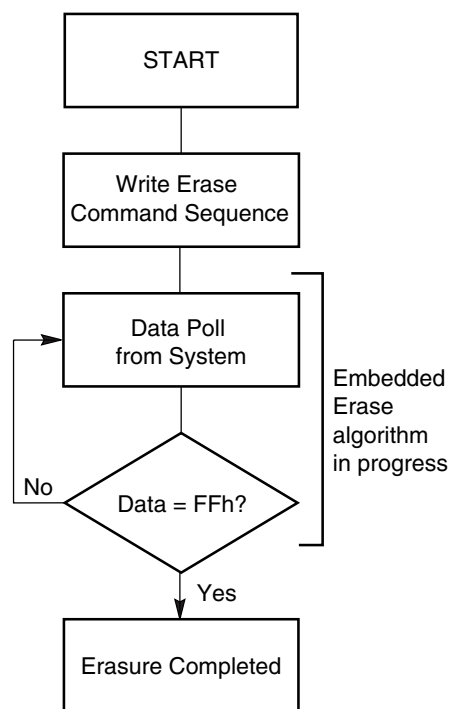 START
Write Erase
Command Sequence
Data Poll
from System
Embedded
Erase
algorithm
in progress
No
Data = FFh?
Yes
Erasure Completed